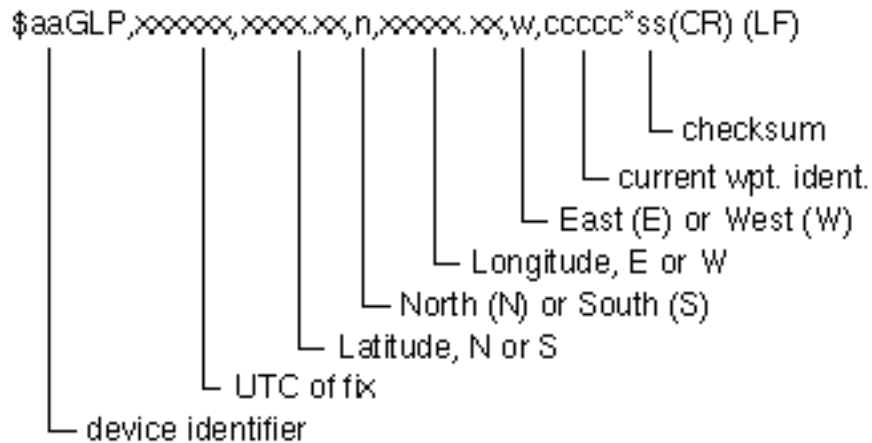 $aaGLP,xxxxxx,xxxx.xx,n,xxxxx.xx,w,ccccc*ss(CR) (LF)
checksum
current wpt. ident.
East (E) or West (W)
Longitude, E or W
North (N) or South (S)
Latitude, N or S
UTC of fix
device identifier